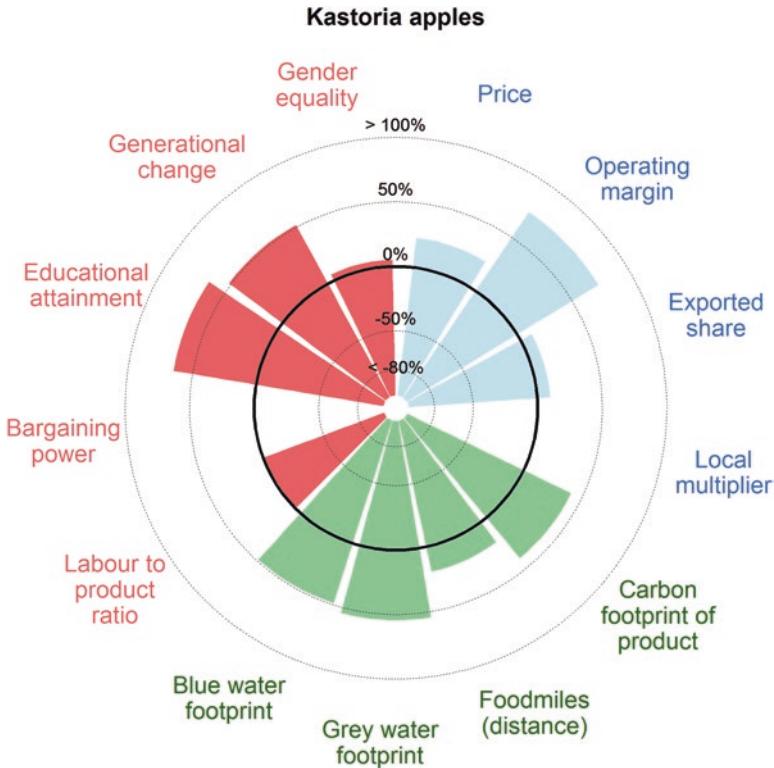 Kastoria apples
Gender
equality
Price
> 100%
Generational
change
Operating
margin
50%
0%
Educational
attainment
Exported
share
-50%
< -80%
Bargaining
power
Local
multiplier
Labour to
product
ratio
Carbon
footprint of
product
Blue water
footprint
Grey water
footprint
Foodmiles
(distance)